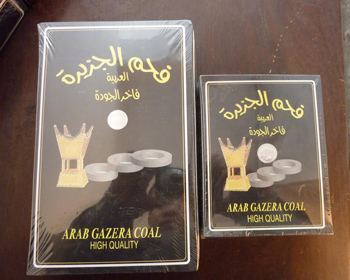 فحم الجزيرة
العربية
فاخر الجودة
ARAB GAZERA COAL
HIGH QUALITY
فحم الجزيرة
العربية
فاخر الجودة
ARAB GAZERA COAL
HIGH QUALITY